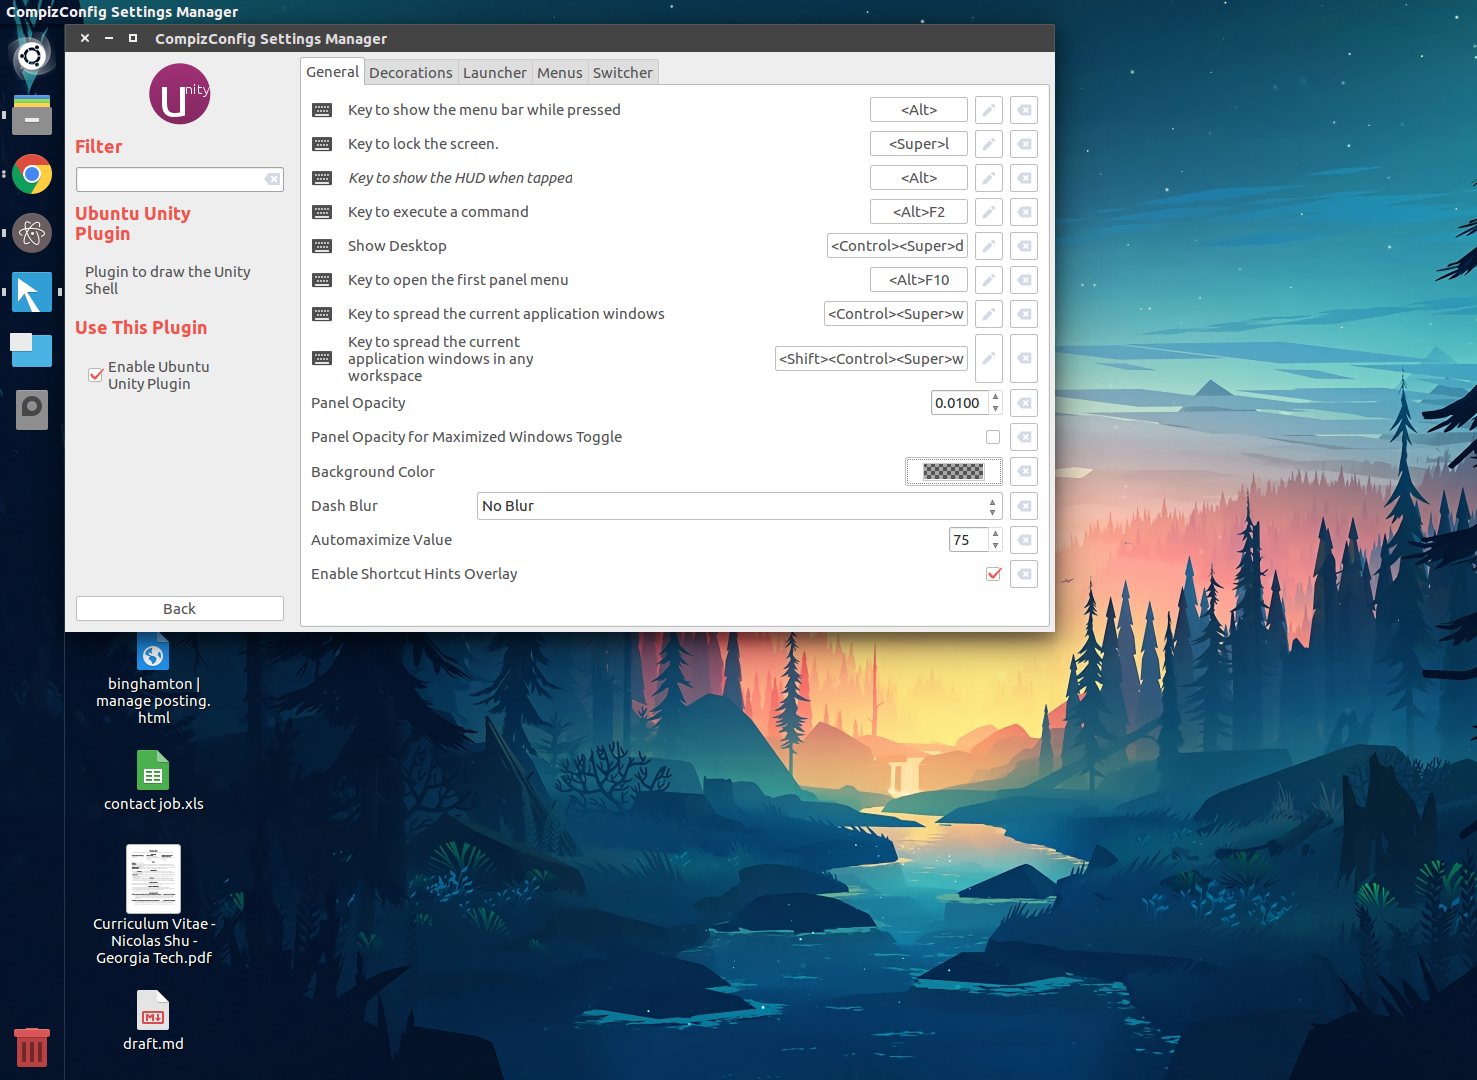 CompizConfig Settings Manager
CompizConfig Settings Manager
Unity
Filter
Ubuntu Unity
Plugin
Plugin to draw the Unity
Shell
Use This Plugin
Enable Ubuntu
Unity Plugin
Back
General Decorations Launcher Menus Switcher
Key to show the menu bar while pressed <Alt>
Key to lock the screen. <Super>l
Key to show the HUD when tapped <Alt>
Key to execute a command <Alt>F2
Show Desktop <Control><Super>d
Key to open the first panel menu <Alt>F10
Key to spread the current application windows <Control><Super>w
Key to spread the current
application windows in any <Shift><Control><Super>w
workspace
Panel Opacity 0.0100
Panel Opacity for Maximized Windows Toggle
Background Color
Dash Blur No Blur
Automaximize Value 75
Enable Shortcut Hints Overlay
binghamton |
manage posting.
html
contact job.xls
Curriculum Vitae -
Nicolas Shu -
Georgia Tech.pdf
draft.md